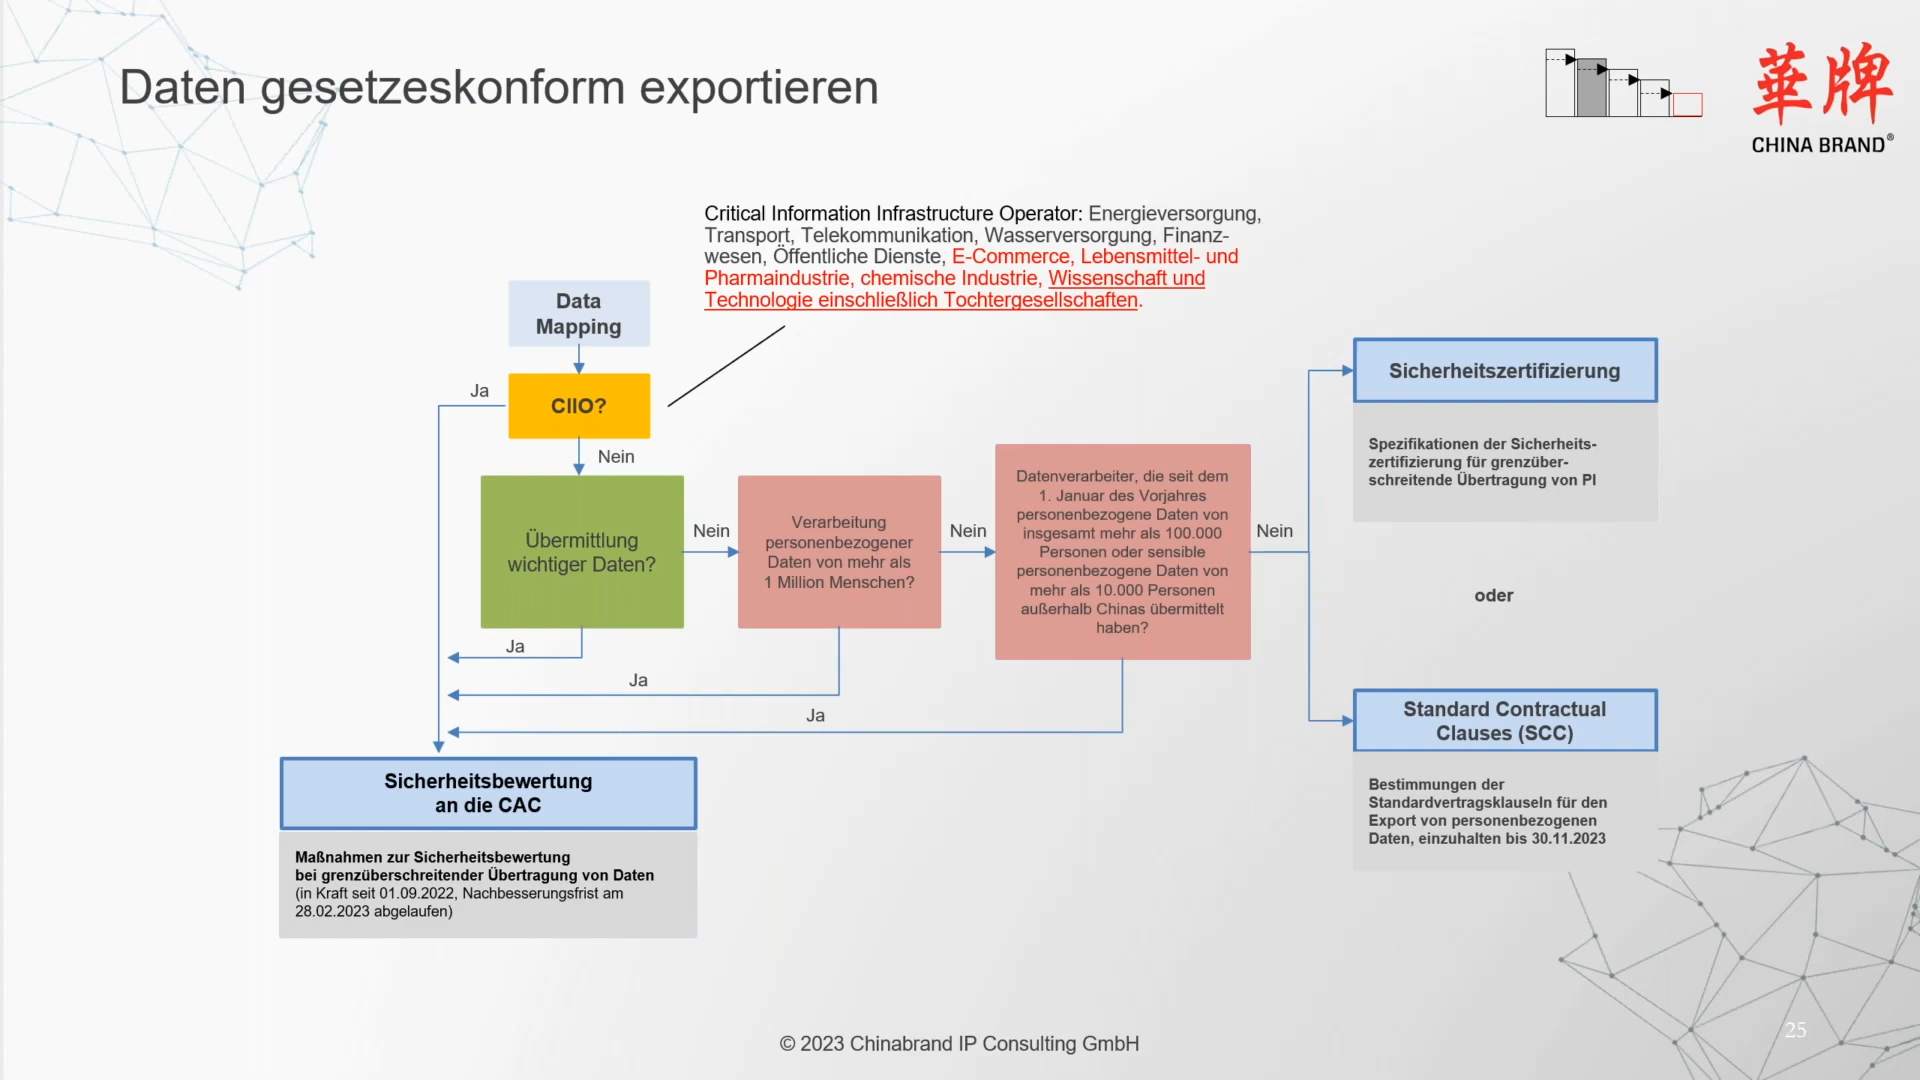 Daten gesetzeskonform exportieren
華牌
CHINA BRAND®
Critical Information Infrastructure Operator: Energieversorgung,
Transport, Telekommunikation, Wasserversorgung, Finanz-
wesen, Öffentliche Dienste, E-Commerce, Lebensmittel- und
Pharmaindustrie, chemische Industrie, Wissenschaft und
Technologie einschließlich Tochtergesellschaften.
Data
Mapping
Ja
CIIO?
Nein
Übermittlung
wichtiger Daten?
Nein
Verarbeitung
personenbezogener
Daten von mehr als
1 Million Menschen?
Nein
Datenverarbeiter, die seit dem
1. Januar des Vorjahres
personenbezogene Daten von
insgesamt mehr als 100.000
Personen oder sensible
personenbezogene Daten von
mehr als 10.000 Personen
außerhalb Chinas übermittelt
haben?
Nein
Ja
Ja
Ja
Sicherheitszertifizierung
Spezifikationen der Sicherheits-
zertifizierung für grenzüber-
schreitende Übertragung von PI
oder
Standard Contractual
Clauses (SCC)
Bestimmungen der
Standardvertragsklauseln für den
Export von personenbezogenen
Daten, einzuhalten bis 30.11.2023
Sicherheitsbewertung
an die CAC
Maßnahmen zur Sicherheitsbewertung
bei grenzüberschreitender Übertragung von Daten
(in Kraft seit 01.09.2022, Nachbesserungsfrist am
28.02.2023 abgelaufen)
© 2023 Chinabrand IP Consulting GmbH
25